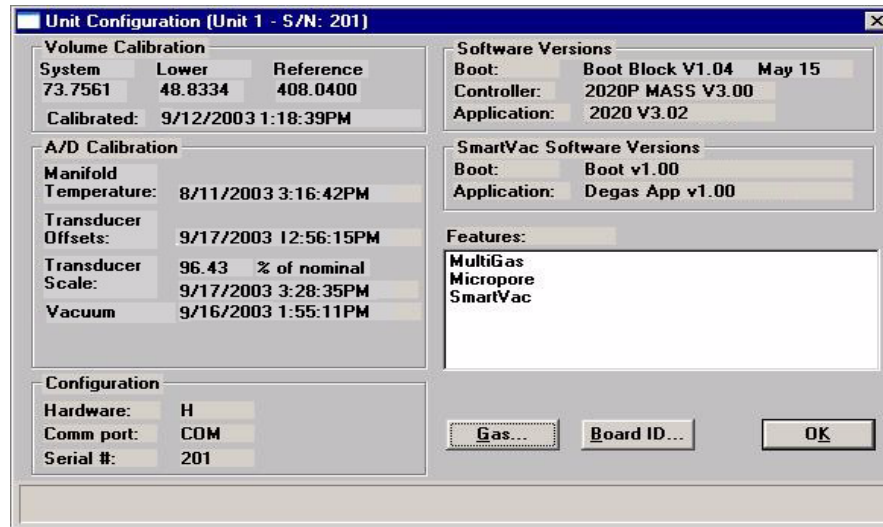 Unit Configuration (Unit 1 - S/N: 201)
Volume Calibration
System Lower Reference
73.7561 48.8334 408.0400
Calibrated: 9/12/2003 1:18:39PM
A/D Calibration
Manifold
Temperature: 8/11/2003 3:16:42PM
Transducer
Offsets: 9/17/2003 12:56:15PM
Transducer 96.43 % of nominal
Scale:
9/17/2003 3:28:35PM
Vacuum 9/16/2003 1:55:11PM
Configuration
Hardware: H
Comm port: COM
Serial #: 201
Software Versions
Boot: Boot Block V1.04 May 15
Controller: 2020P MASS V3.00
Application: 2020 V3.02
SmartVac Software Versions
Boot: Boot v1.00
Application: Degas App v1.00
Features:
MultiGas
Micropore
SmartVac
Gas... Board ID... OK